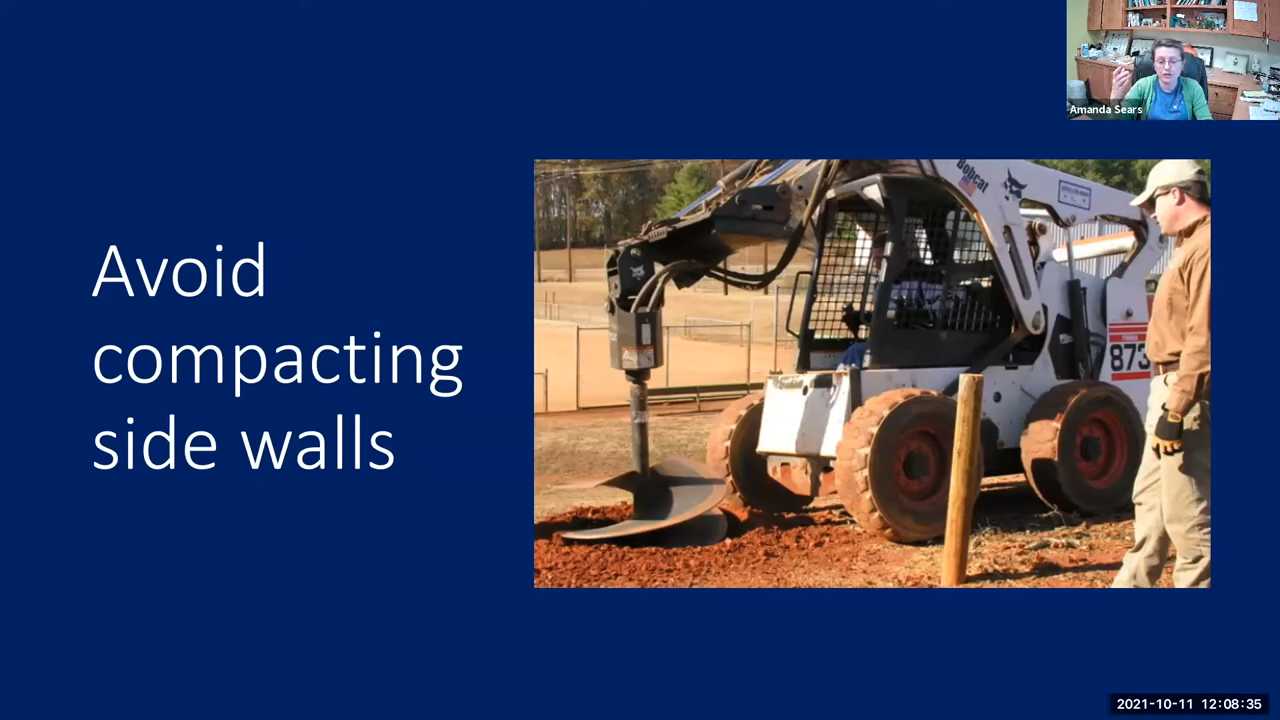 Amanda Sears
Avoid
compacting
side walls
Bobcat
873
2021-10-11 12:08:35